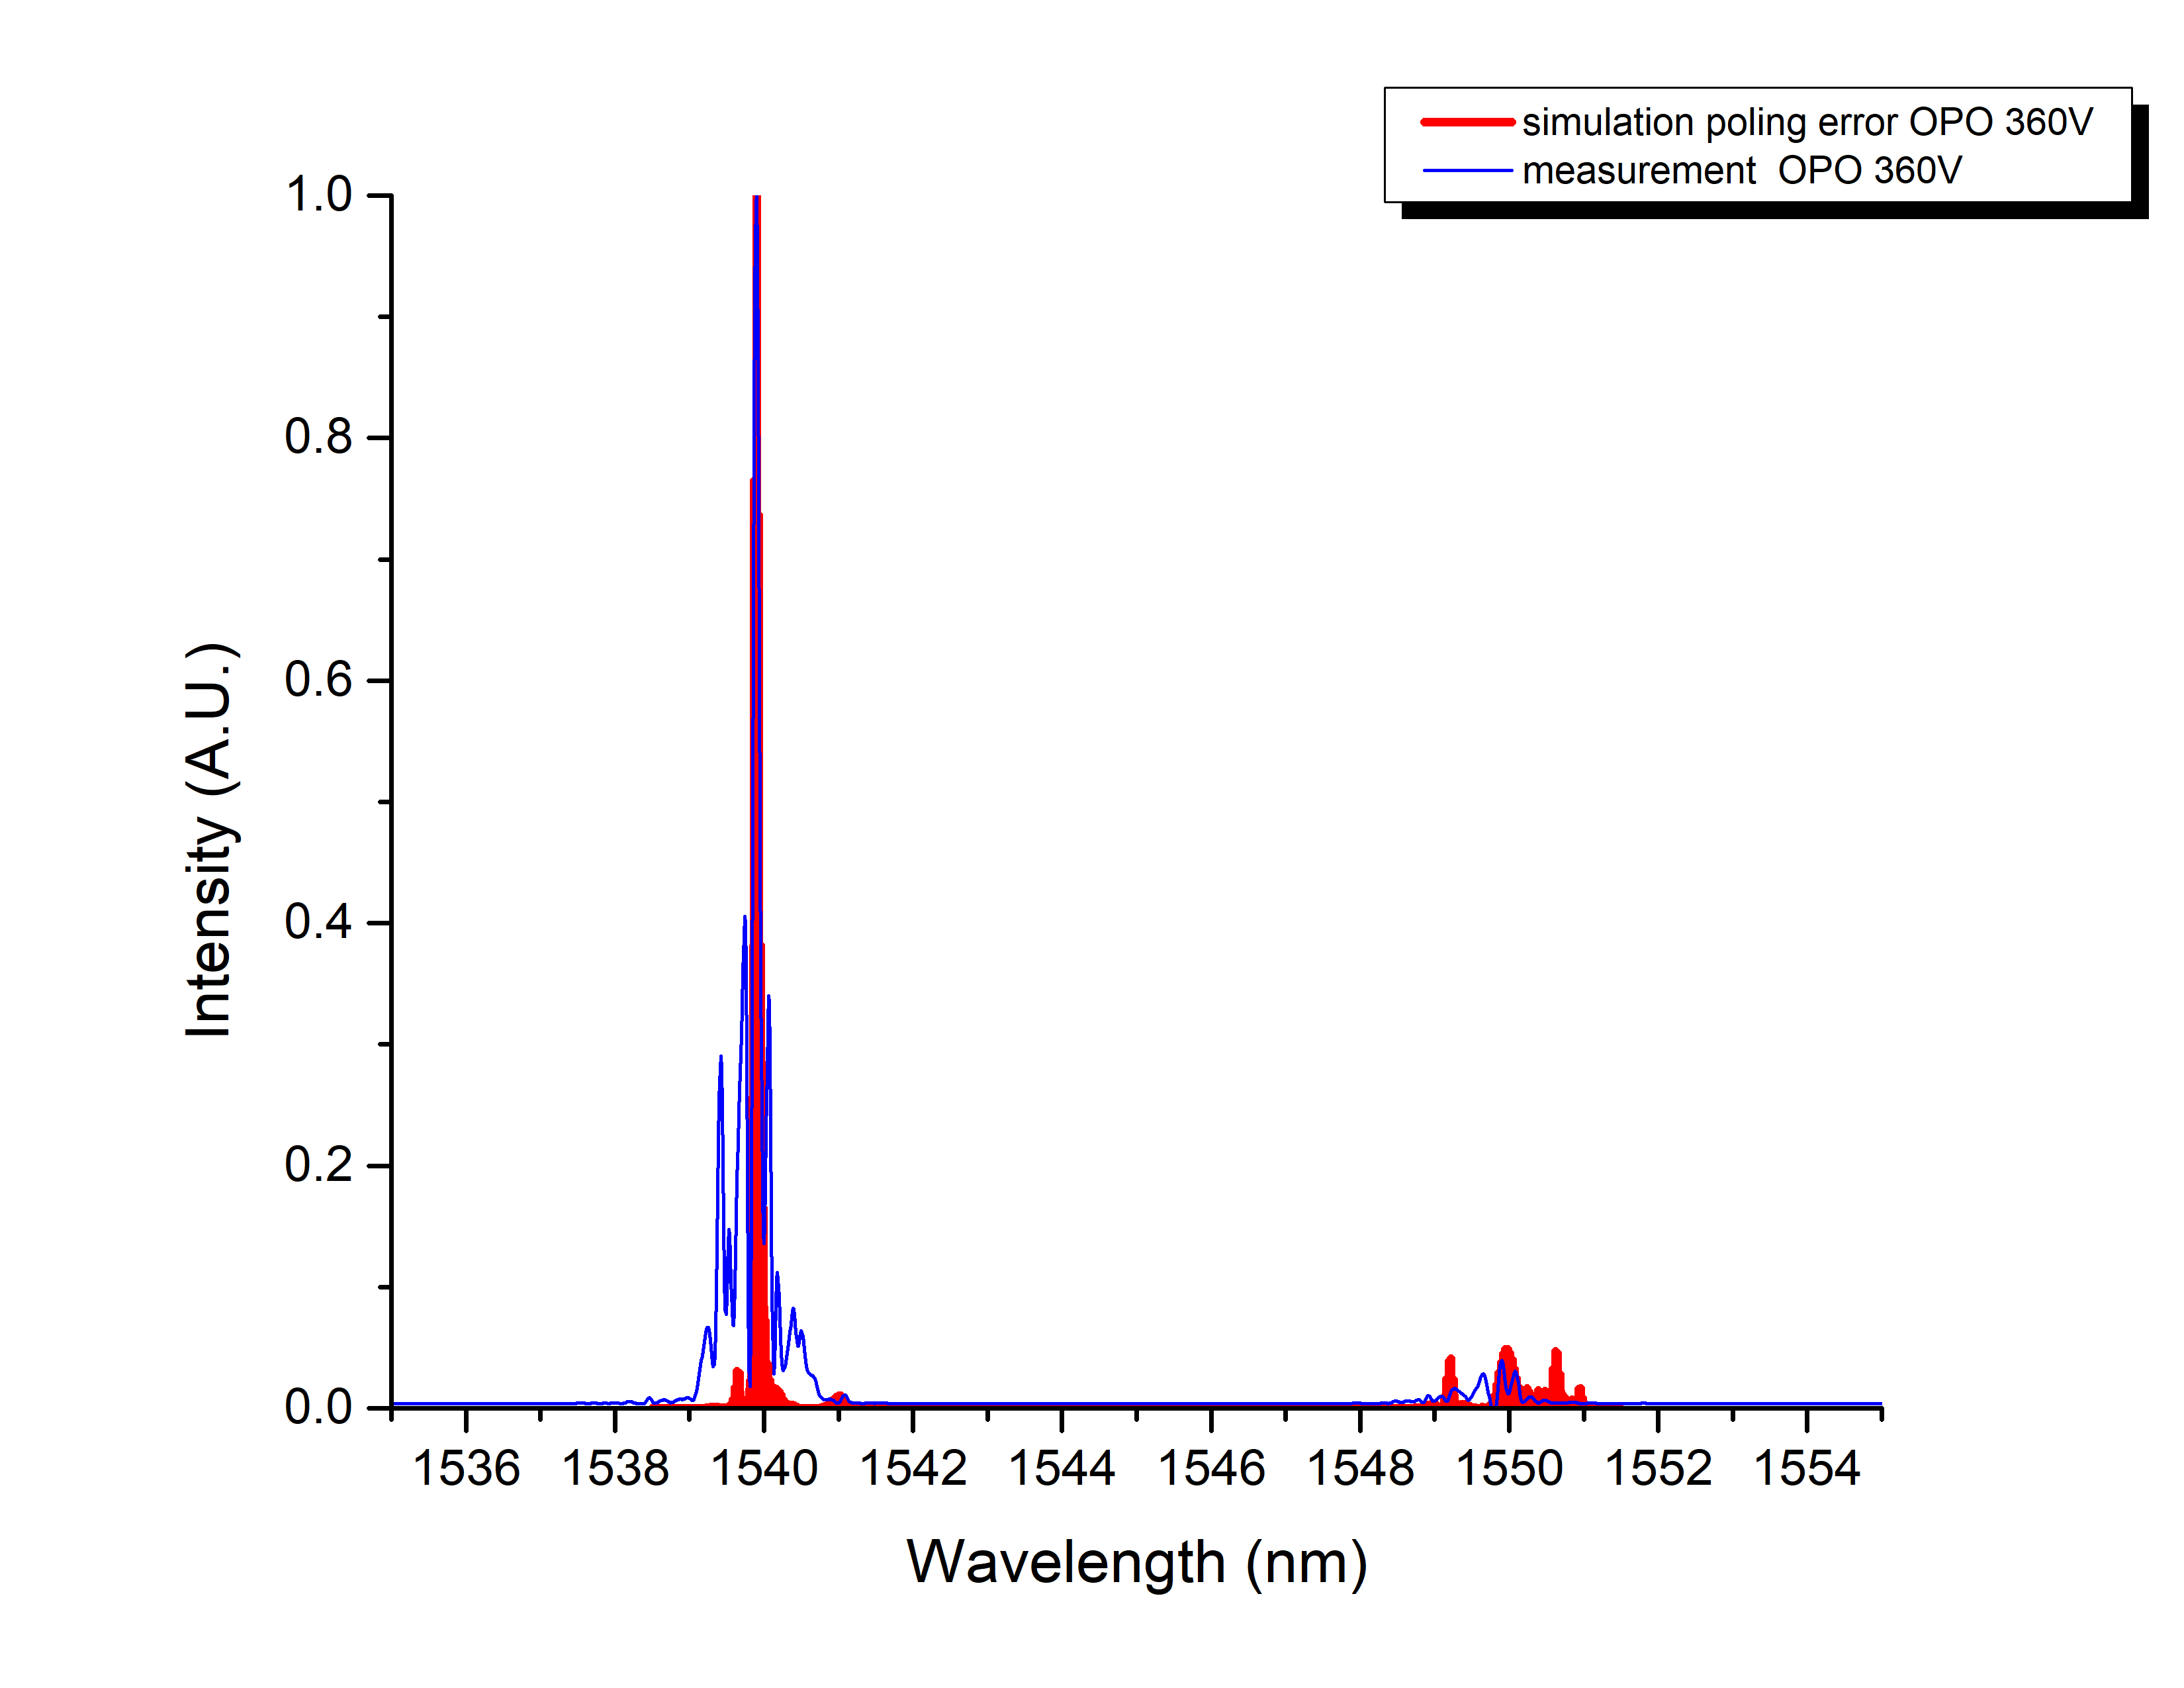 simulation poling error OPO 360V
measurement  OPO 360V
1.0
0.8
0.6
0.4
0.2
0.0
Intensity (A.U.)
1536 1538 1540 1542 1544 1546 1548 1550 1552 1554
Wavelength (nm)